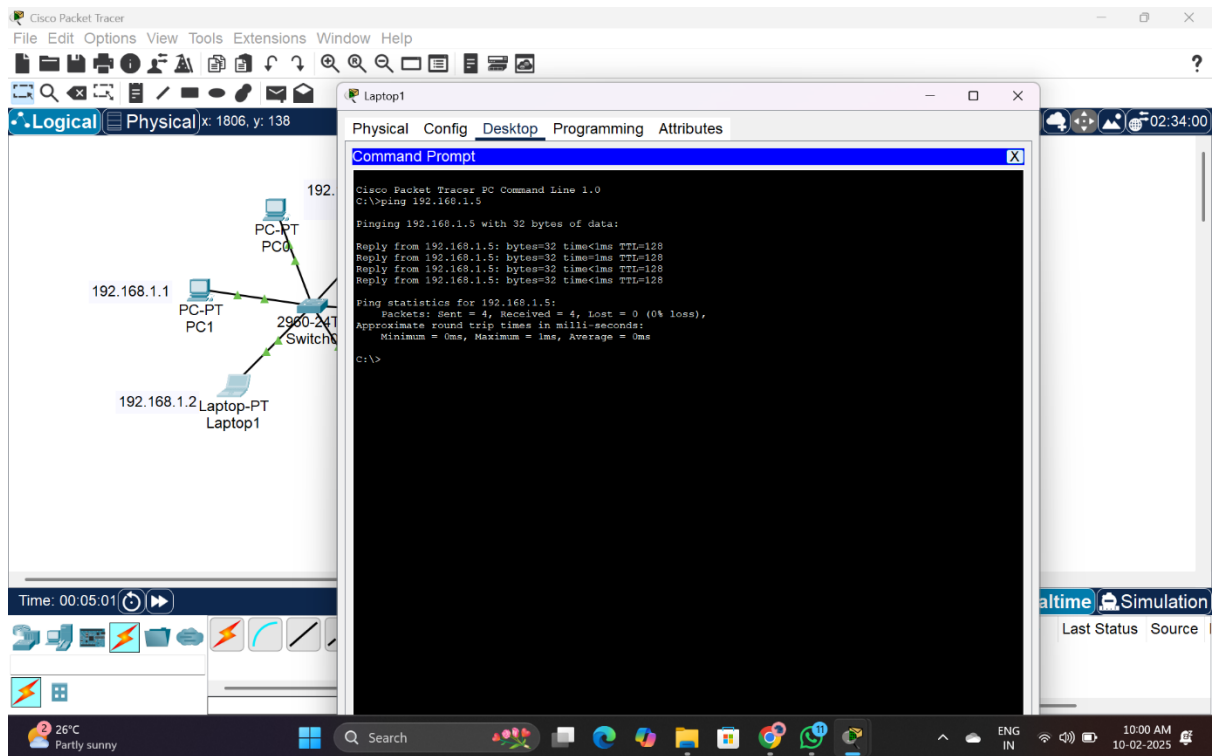 Cisco Packet Tracer
File Edit Options View Tools Extensions Window Help
?
Logical Physical x: 1806, y: 138
02:34:00
Laptop1
Physical Config Desktop Programming Attributes
Command Prompt X
Cisco Packet Tracer PC Command Line 1.0
C:\>ping 192.168.1.5
Pinging 192.168.1.5 with 32 bytes of data:
Reply from 192.168.1.5: bytes=32 time<1ms TTL=128
Reply from 192.168.1.5: bytes=32 time=1ms TTL=128
Reply from 192.168.1.5: bytes=32 time=1ms TTL=128
Reply from 192.168.1.5: bytes=32 time<1ms TTL=128
Ping statistics for 192.168.1.5:
Packets: Sent = 4, Received = 4, Lost = 0 (0% loss),
Approximate round trip times in milli-seconds:
Minimum = 0ms, Maximum = 1ms, Average = 0ms
C:\>
192.
PC-PT
PC0
192.168.1.1
PC-PT
PC1
2960-24T
Switch0
192.168.1.2
Laptop-PT
Laptop1
Time: 00:05:01
altime Simulation
Last Status Source
2
26°C
Partly sunny
Search
ENG
IN
10:00 AM
10-02-2025